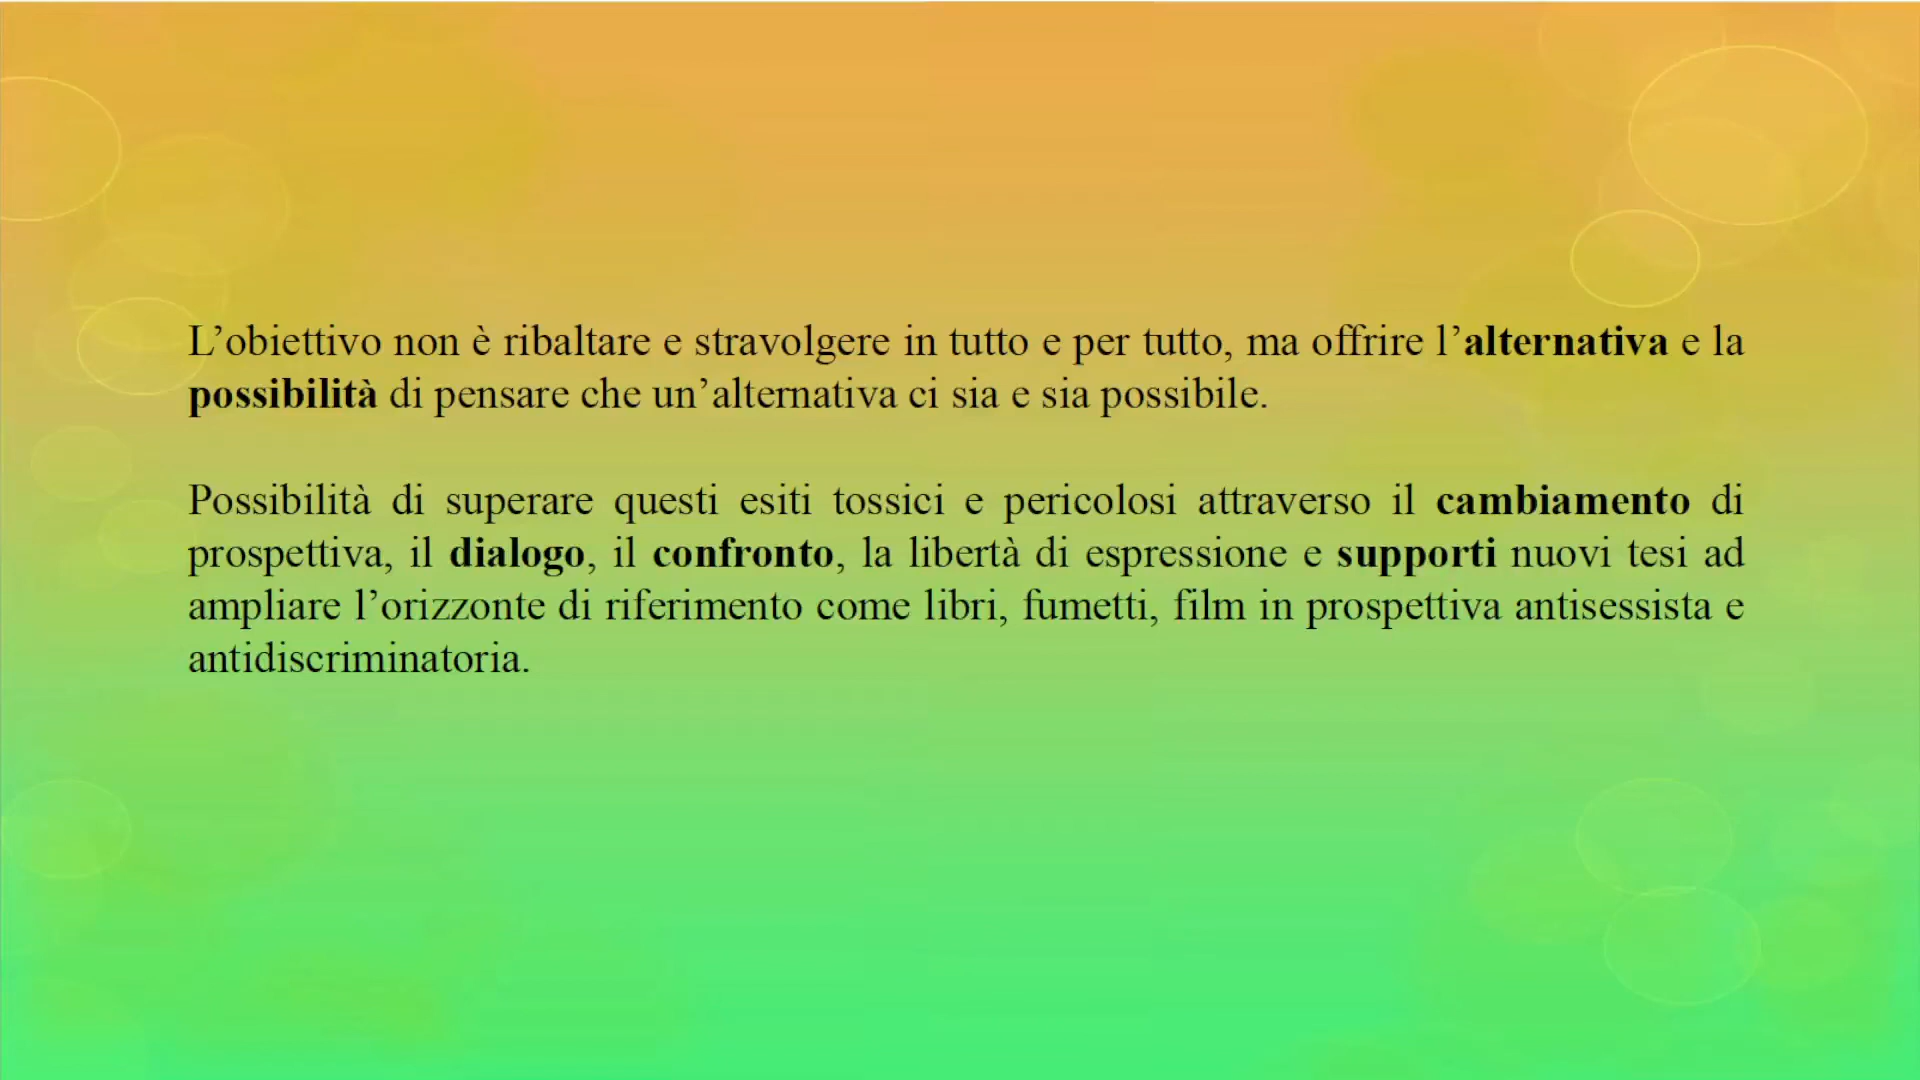 L’obiettivo non è ribaltare e stravolgere in tutto e per tutto, ma offrire l’alternativa e la
possibilità di pensare che un’alternativa ci sia e sia possibile.
Possibilità di superare questi esiti tossici e pericolosi attraverso il cambiamento di
prospettiva, il dialogo, il confronto, la libertà di espressione e supporti nuovi tesi ad
ampliare l’orizzonte di riferimento come libri, fumetti, film in prospettiva antisessista e
antidiscriminatoria.